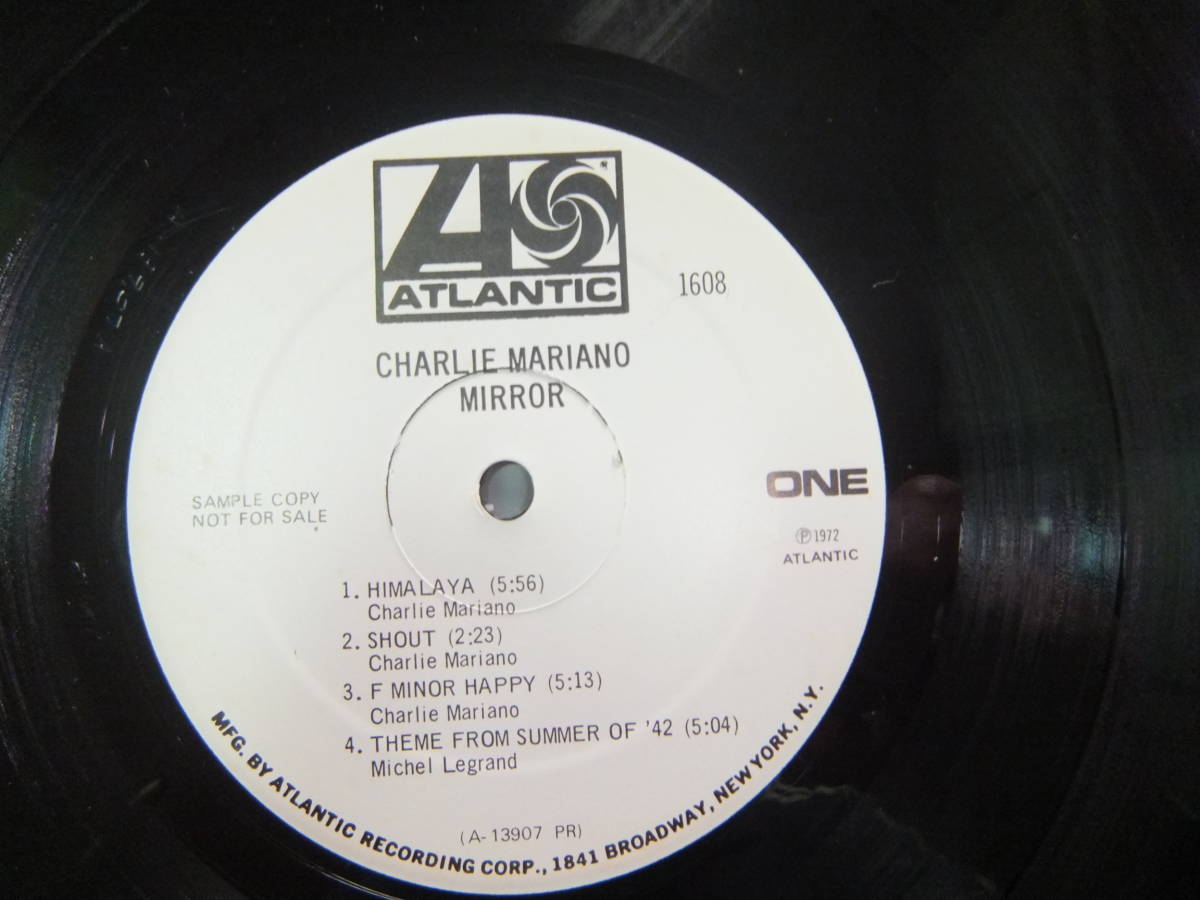 ATLANTIC
1608
CHARLIE MARIANO
MIRROR
SAMPLE COPY
NOT FOR SALE
ONE
Ⓟ1972
ATLANTIC
1. HIMALAYA (5:56)
Charlie Mariano
2. SHOUT (2:23)
Charlie Mariano
3. F MINOR HAPPY (5:13)
Charlie Mariano
4. THEME FROM SUMMER OF '42 (5:04)
Michel Legrand
(A-13907 PR)
MFG. BY ATLANTIC RECORDING CORP., 1841 BROADWAY, NEW YORK, N.Y.